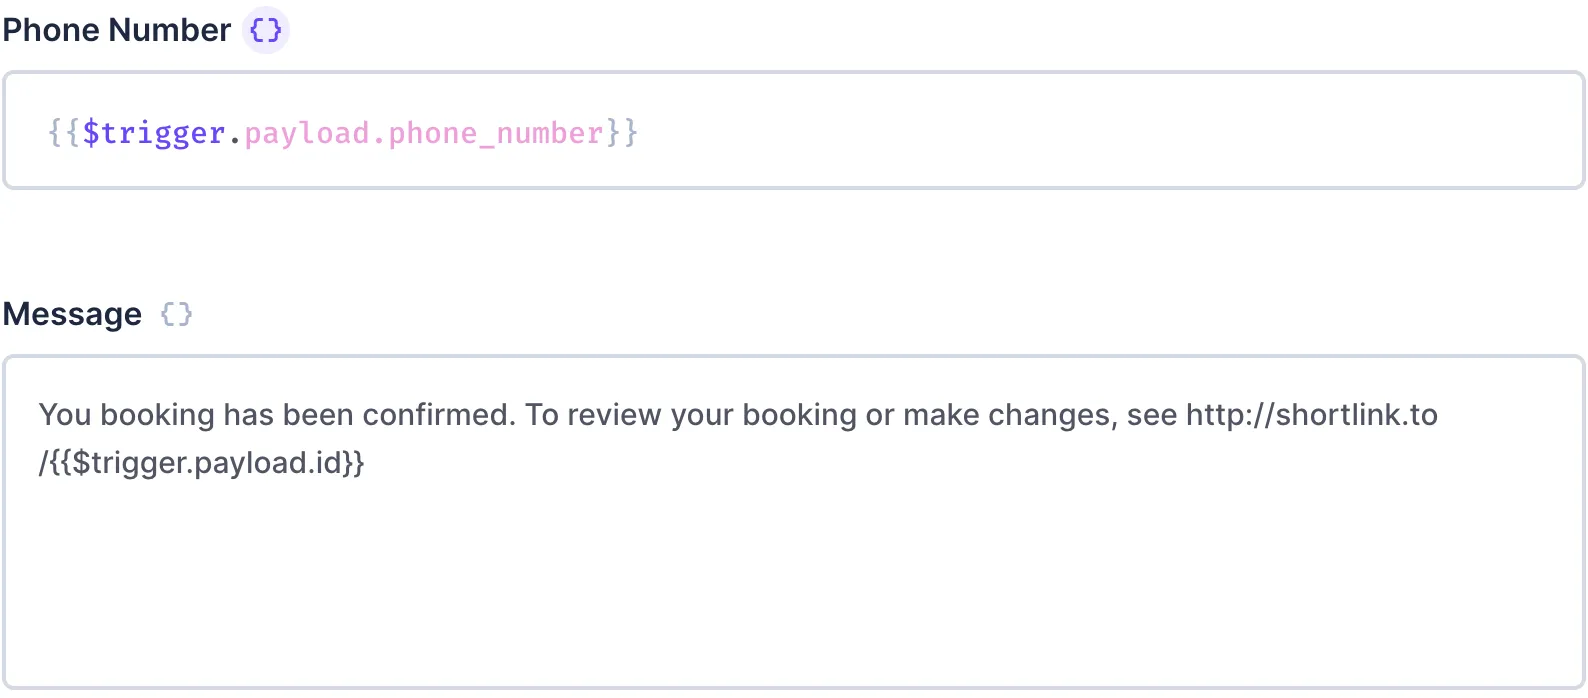 Phone Number {}
{{$trigger.payload.phone_number}}
Message {}
You booking has been confirmed. To review your booking or make changes, see http://shortlink.to
/{{$trigger.payload.id}}